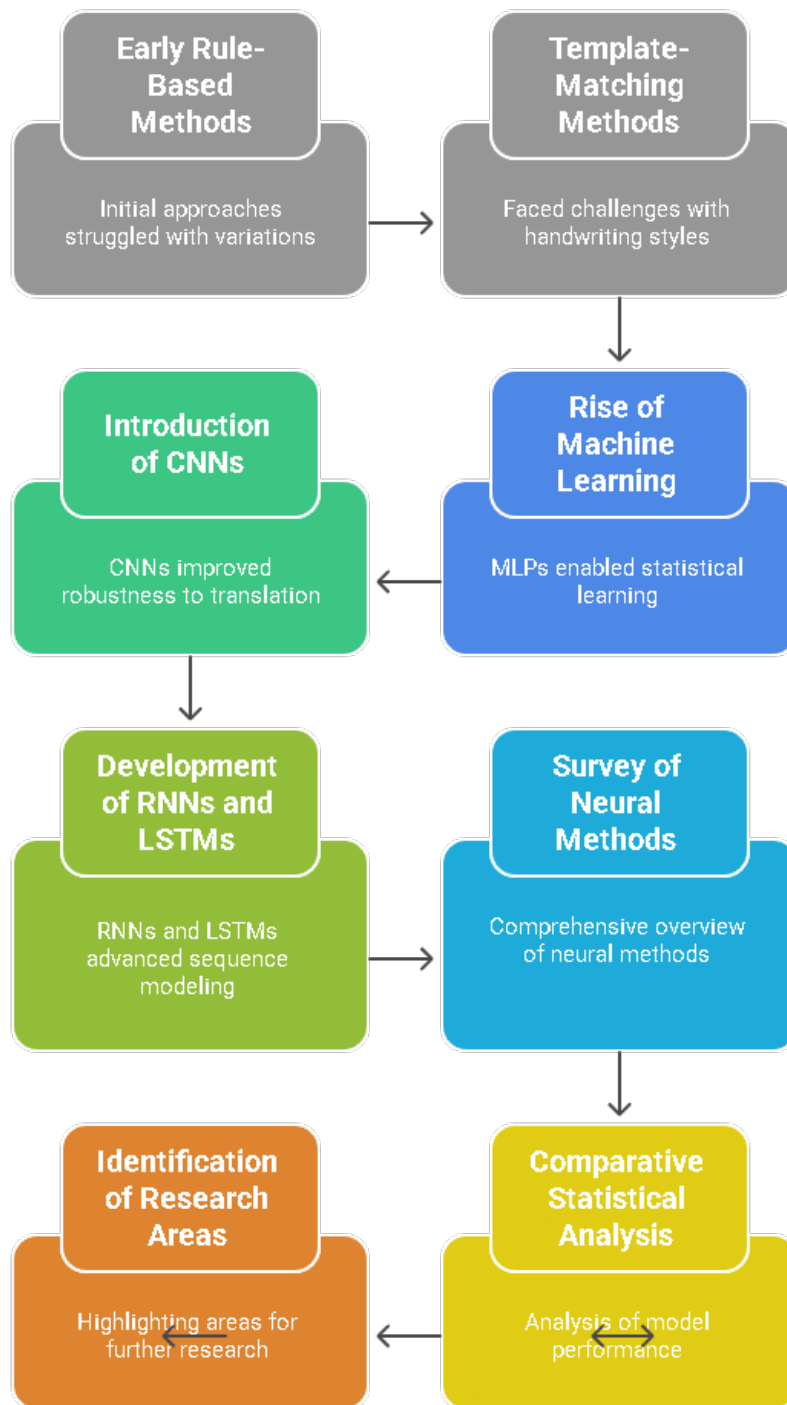 Early Rule-
Based
Methods
Initial approaches
struggled with variations
Template-
Matching
Methods
Faced challenges with
handwriting styles
Rise of
Machine
Learning
MLPs enabled statistical
learning
Introduction
of CNNs
CNNs improved
robustness to translation
Development
of RNNs and
LSTMs
RNNs and LSTMs
advanced sequence
modeling
Survey of
Neural
Methods
Comprehensive overview
of neural methods
Comparative
Statistical
Analysis
Analysis of model
performance
Identification
of Research
Areas
Highlighting areas for
further research